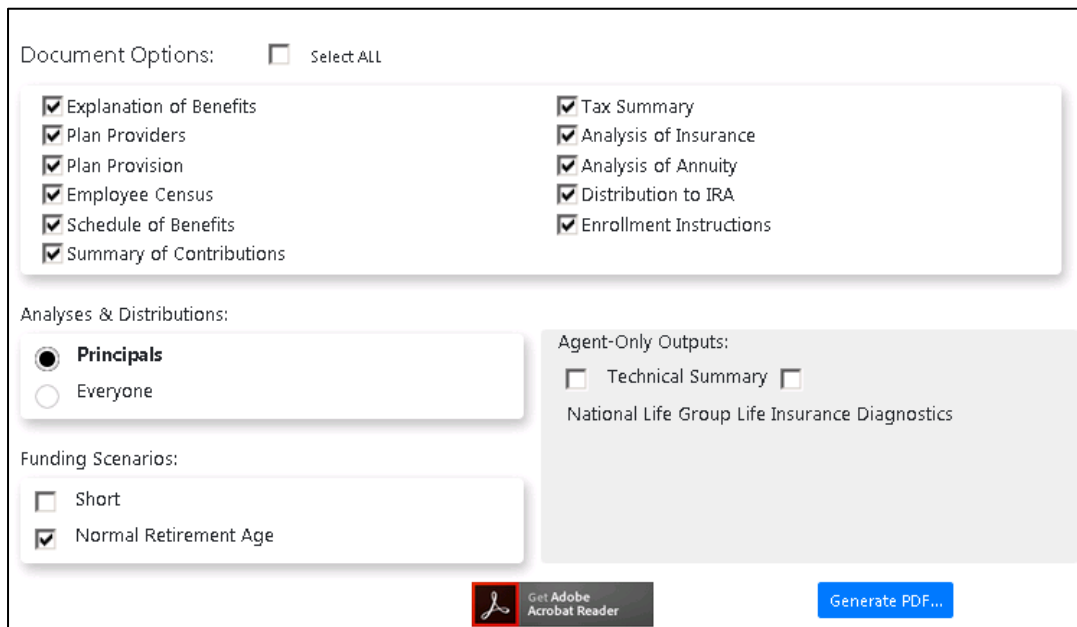 Document Options: Select ALL
Explanation of Benefits
Plan Providers
Plan Provision
Employee Census
Schedule of Benefits
Summary of Contributions
Tax Summary
Analysis of Insurance
Analysis of Annuity
Distribution to IRA
Enrollment Instructions
Analyses & Distributions:
Principals
Everyone
Agent-Only Outputs:
Technical Summary
National Life Group Life Insurance Diagnostics
Funding Scenarios:
Short
Normal Retirement Age
Get Adobe
Acrobat Reader
Generate PDF...